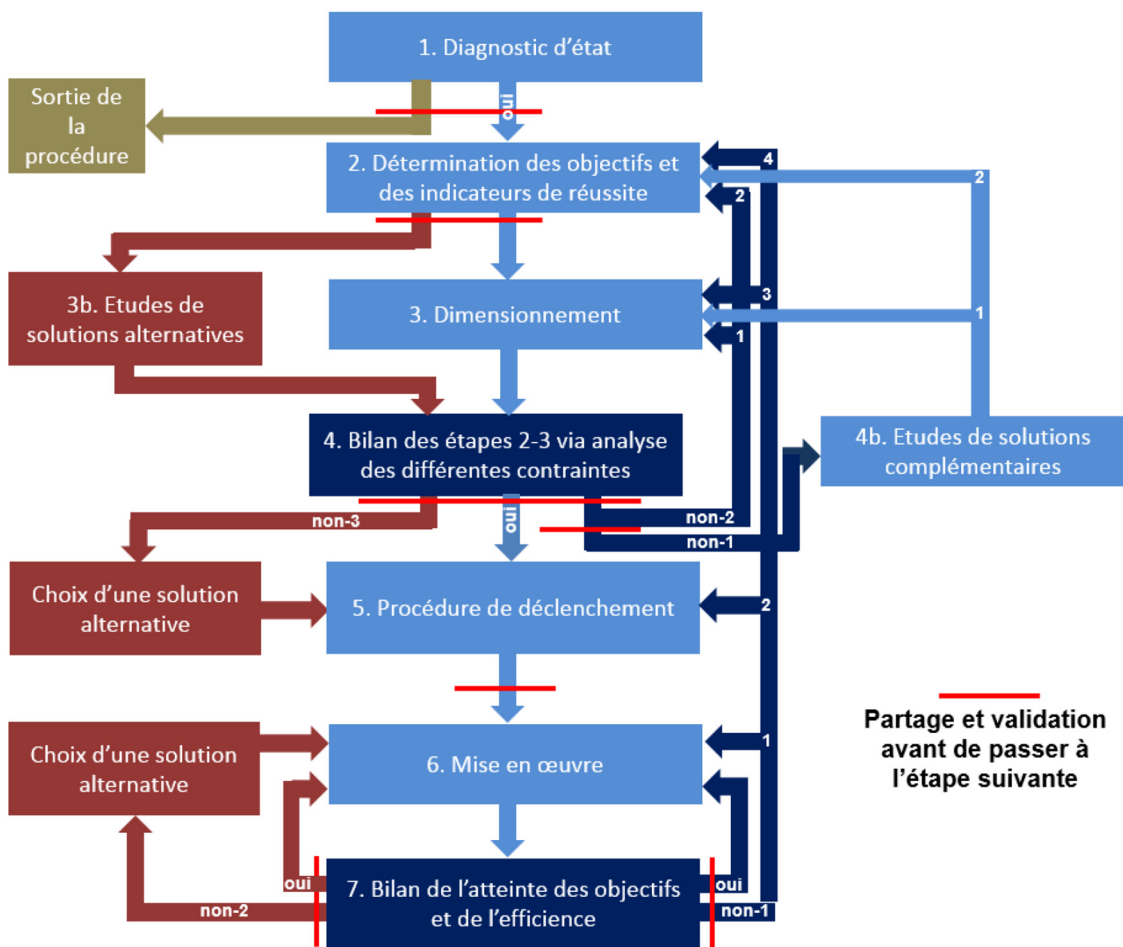 1. Diagnostic d’état
oui
Sortie de
la
procédure
2. Détermination des objectifs et
des indicateurs de réussite
4
2
2
3b. Etudes de
solutions alternatives
3. Dimensionnement
3
1
1
4. Bilan des étapes 2-3 via analyse
des différentes contraintes
4b. Etudes de solutions
complémentaires
non-3
oui
non-2
non-1
Choix d’une solution
alternative
5. Procédure de déclenchement
2
Partage et validation
avant de passer à
l’étape suivante
Choix d’une solution
alternative
6. Mise en œuvre
1
7. Bilan de l’atteinte des objectifs
et de l’efficience
oui
non-2
oui
non-1